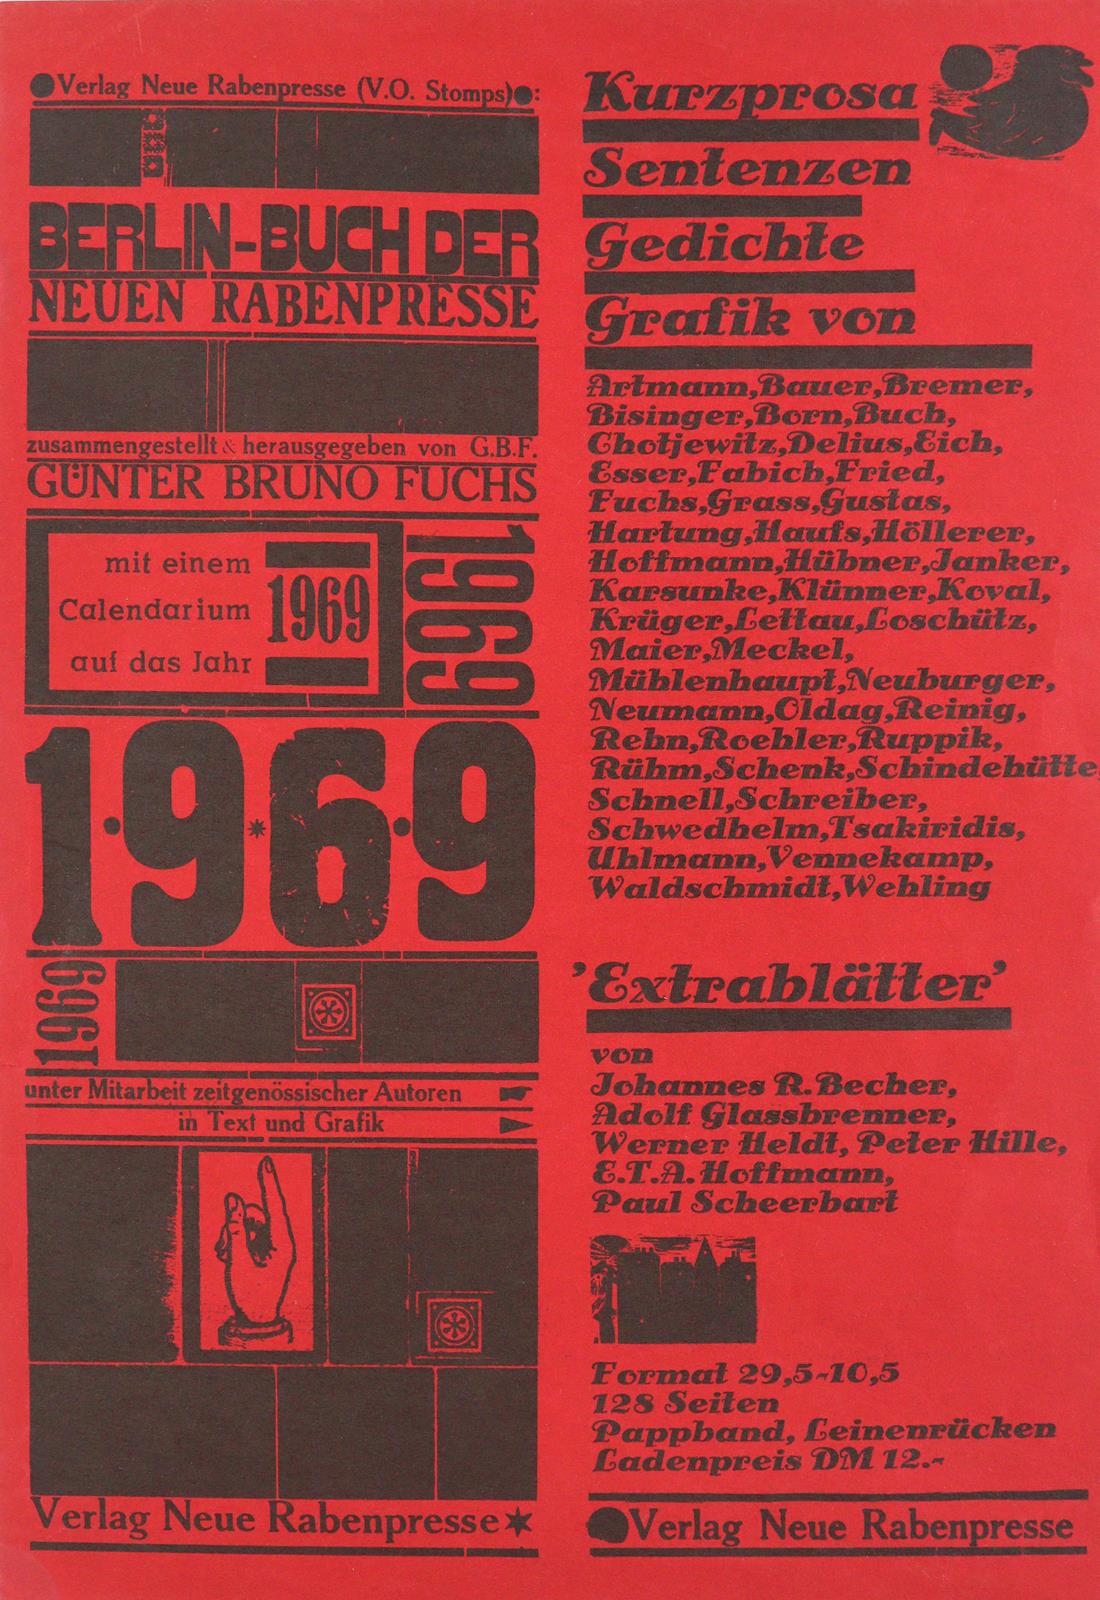 Verlag Neue Rabenpresse (V.O. Stomps):
BERLIN-BUCH DER
NEUEN RABENPRESSE
zusammengestellt & herausgegeben von G.B.F.
GÜNTER BRUNO FUCHS
mit einem
Calendarium 1969
auf das Jahr
1969
1·9*6·9
1969
unter Mitarbeit zeitgenössischer Autoren
in Text und Grafik
Verlag Neue Rabenpresse
Kurzprosa
Sentenzen
Gedichte
Grafik von
Artmann,Bauer,Bremer,
Bisinger,Born,Buch,
Chotjewitz,Delius,Eich,
Esser,Fabich,Fried,
Fuchs,Grass,Gustas,
Hartung,Haufs,Höllerer,
Hoffmann,Hübner,Janker,
Karsunke,Klünner,Koval,
Krüger,Lettau,Loschütz,
Maier,Meckel,
Mühlenhaupt,Neuburger,
Neumann,Oldag,Reinig,
Rehn,Roehler,Ruppik,
Rühm,Schenk,Schindehütte,
Schnell,Schreiber,
Schwedhelm,Tsakiridis,
Uhlmann,Vennekamp,
Waldschmidt,Wehling
’Extrablätter’
von
Johannes R.Becher,
Adolf Glassbrenner,
Werner Heldt, Peter Hille,
E.T.A.Hoffmann,
Paul Scheerbart
Format 29,5-10,5
128 Seiten
Pappband, Leinenrücken
Ladenpreis DM 12.-
Verlag Neue Rabenpresse